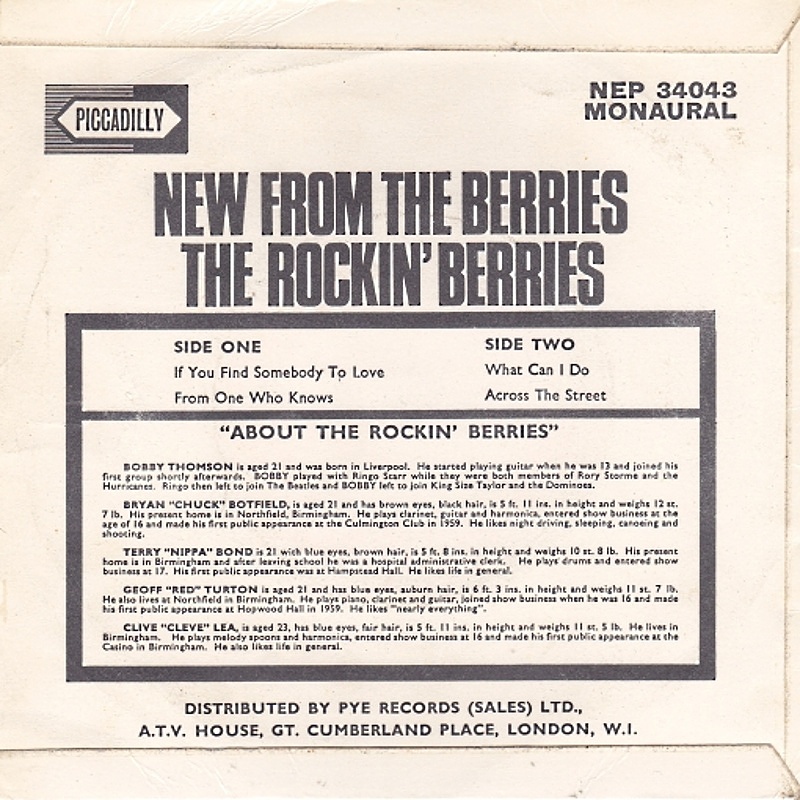 PICCADILLY
NEP 34043
MONAURAL
NEW FROM THE BERRIES
THE ROCKIN' BERRIES
SIDE ONE
If You Find Somebody To Love
From One Who Knows
SIDE TWO
What Can I Do
Across The Street
"ABOUT THE ROCKIN' BERRIES"
BOBBY THOMSON is aged 21 and was born in Liverpool. He started playing guitar when he was 13 and joined his
first group shortly afterwards. BOBBY played with Ringo Starr while they were both members of Rory Storme and the
Hurricanes. Ringo then left to join The Beatles and BOBBY left to join King Size Taylor and the Dominoes.
BRYAN "CHUCK" BOTFIELD, is aged 21 and has brown eyes, black hair, is 5 ft. 11 ins. in height and weighs 12 st.
7 lb. His present home is in Northfield, Birmingham. He plays clarinet, guitar and harmonica, entered show business at the
age of 16 and made his first public appearance at the Culmington Club in 1959. He likes night driving, sleeping, canoeing and
shooting.
TERRY "NIPPA" BOND is 21 with blue eyes, brown hair, is 5 ft. 8 ins. in height and weighs 10 st. 8 lb. His present
home is in Birmingham and after leaving school he was a hospital administrative clerk. He plays drums and entered show
business at 17. His first public appearance was at Hampstead Hall. He likes life in general.
GEOFF "RED" TURTON is aged 21 and has blue eyes, auburn hair, is 6 ft. 3 ins. in height and weighs 11 st. 7 lb.
He also lives at Northfield in Birmingham. He plays piano, clarinet and guitar, joined show business when he was 16 and made
his first public appearance at Hopwood Hall in 1959. He likes "nearly everything".
CLIVE "CLEVE" LEA, is aged 23, has blue eyes, fair hair, is 5 ft. 11 ins. in height and weighs 11 st. 5 lb. He lives in
Birmingham. He plays melody spoons and harmonica, entered show business at 16 and made his first public appearance at the
Casino in Birmingham. He also likes life in general.
DISTRIBUTED BY PYE RECORDS (SALES) LTD.,
A.T.V. HOUSE, GT. CUMBERLAND PLACE, LONDON, W.I.